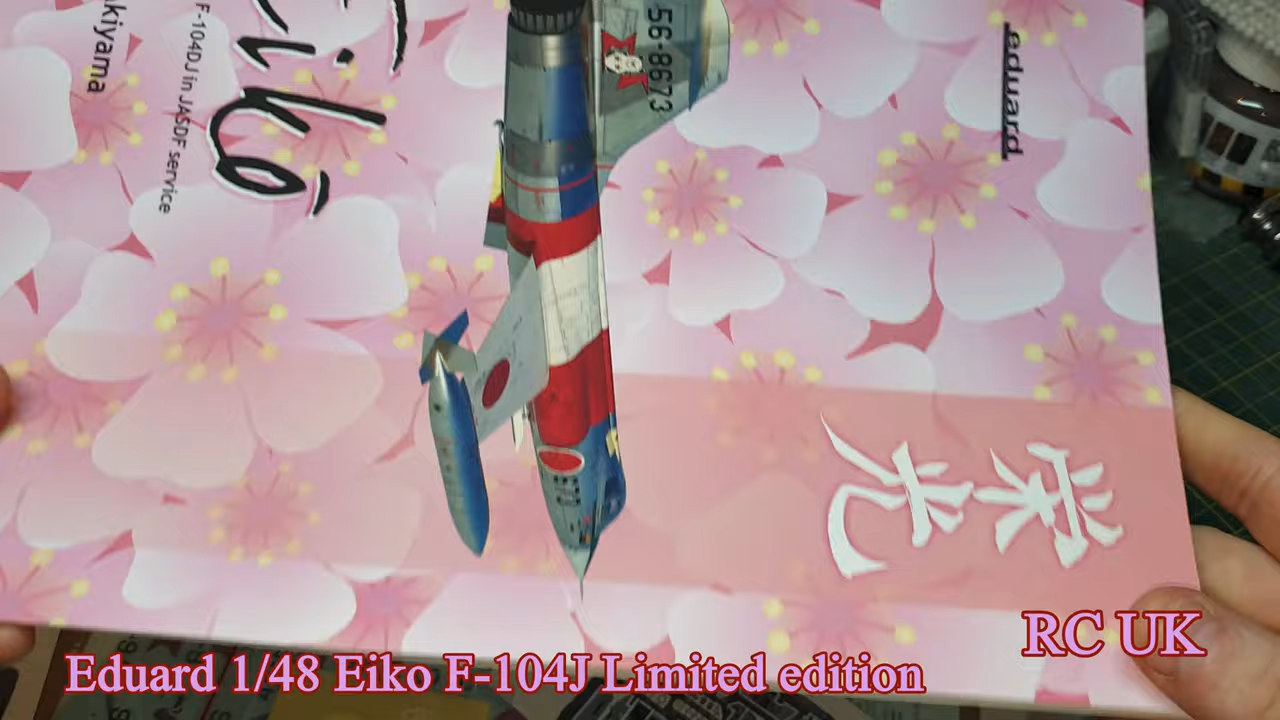 Eikō
F-104DJ in JASDF service
kiyama
56-8673
eduard
栄光
RC UK
Eduard 1/48 Eiko F-104J Limited edition